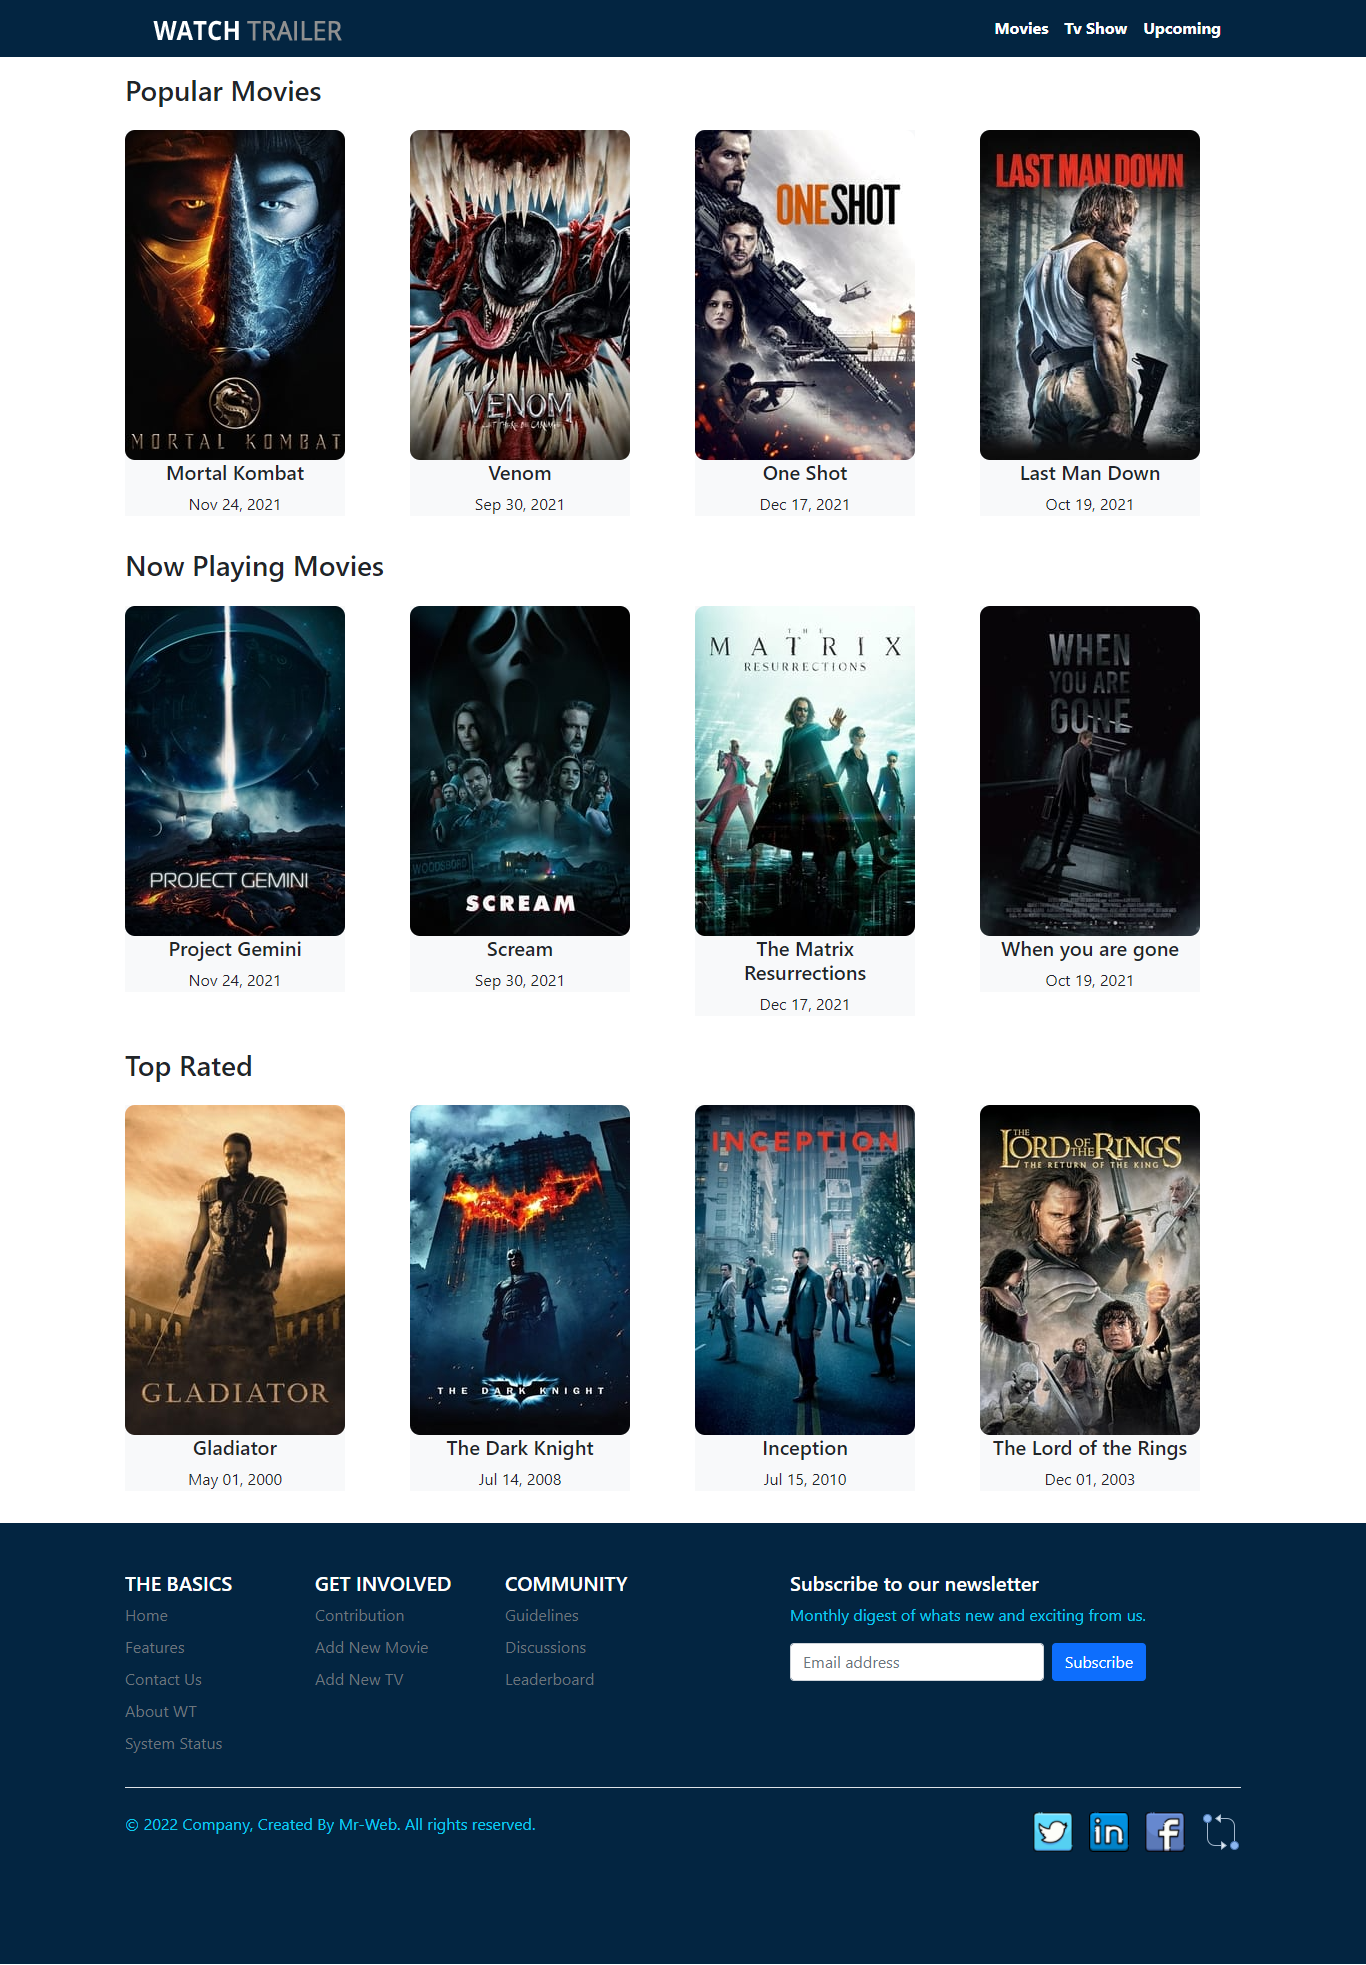 WATCH TRAILER
Movies Tv Show Upcoming
Popular Movies
MORTAL KOMBAT
VENOM
LET THERE BE CARNAGE
ONE SHOT
LAST MAN DOWN
Mortal Kombat
Nov 24, 2021
Venom
Sep 30, 2021
One Shot
Dec 17, 2021
Last Man Down
Oct 19, 2021
Now Playing Movies
PROJECT GEMINI
WOODSBORO
SCREAM
THE
MATRIX
RESURRECTIONS
WHEN
YOU ARE
GONE
Project Gemini
Nov 24, 2021
Scream
Sep 30, 2021
The Matrix
Resurrections
Dec 17, 2021
When you are gone
Oct 19, 2021
Top Rated
GLADIATOR
THE DARK KNIGHT
INCEPTION
THE
LORD OF THE RINGS
THE RETURN OF THE KING
Gladiator
May 01, 2000
The Dark Knight
Jul 14, 2008
Inception
Jul 15, 2010
The Lord of the Rings
Dec 01, 2003
THE BASICS
Home
Features
Contact Us
About WT
System Status
GET INVOLVED
Contribution
Add New Movie
Add New TV
COMMUNITY
Guidelines
Discussions
Leaderboard
Subscribe to our newsletter
Monthly digest of whats new and exciting from us.
Email address
Subscribe
© 2022 Company, Created By Mr-Web. All rights reserved.
in
f